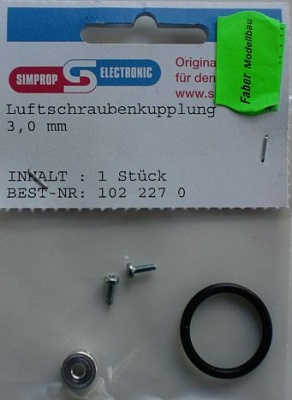 SIMPROP ELECTRONIC
Origina
für den
www.s
Faber Modellbau
Luftschraubenkupplung
3,0 mm
INHALT : 1 Stück
BEST-NR: 102 227 0